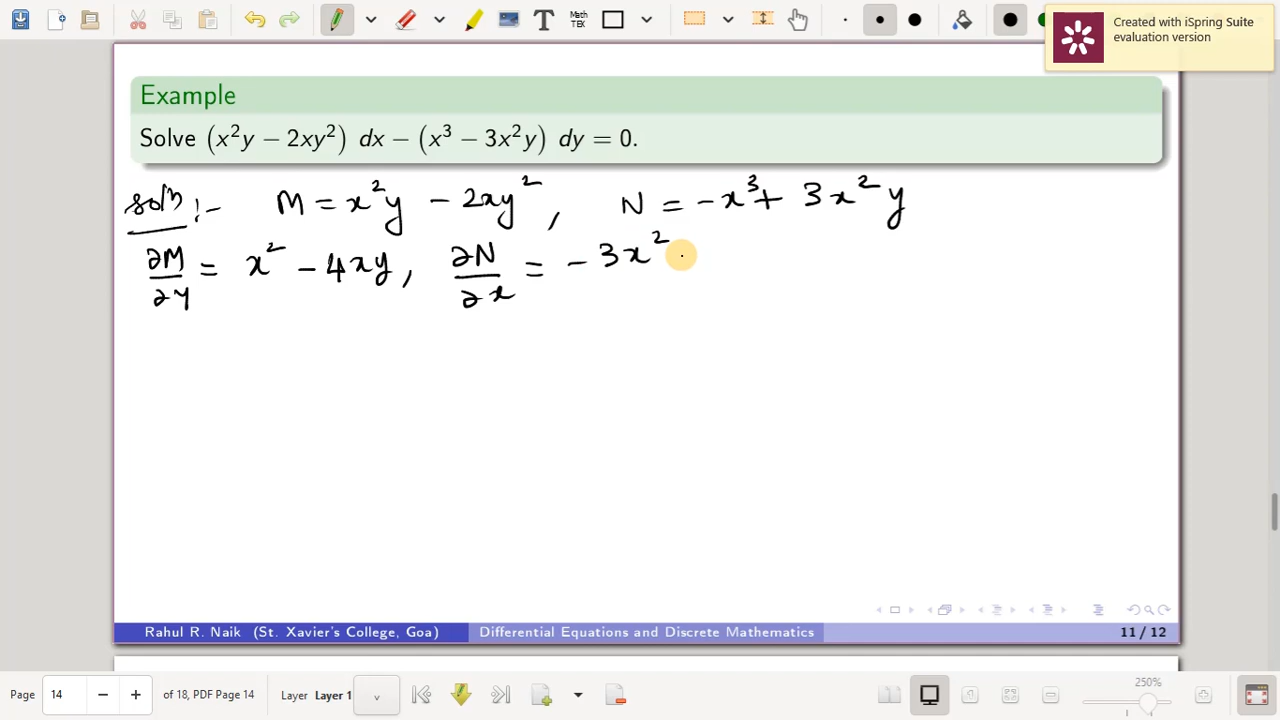 Math
TEX
Created with iSpring Suite
evaluation version
Example
Solve (x²y − 2xy²) dx − (x³ − 3x²y) dy = 0.
soln :- M = x²y - 2xy², N = -x³ + 3x²y
∂M/∂y = x² - 4xy, ∂N/∂x = -3x²
Rahul R. Naik (St. Xavier's College, Goa) Differential Equations and Discrete Mathematics 11 / 12
Page 14 of 18, PDF Page 14 Layer Layer 1 250%